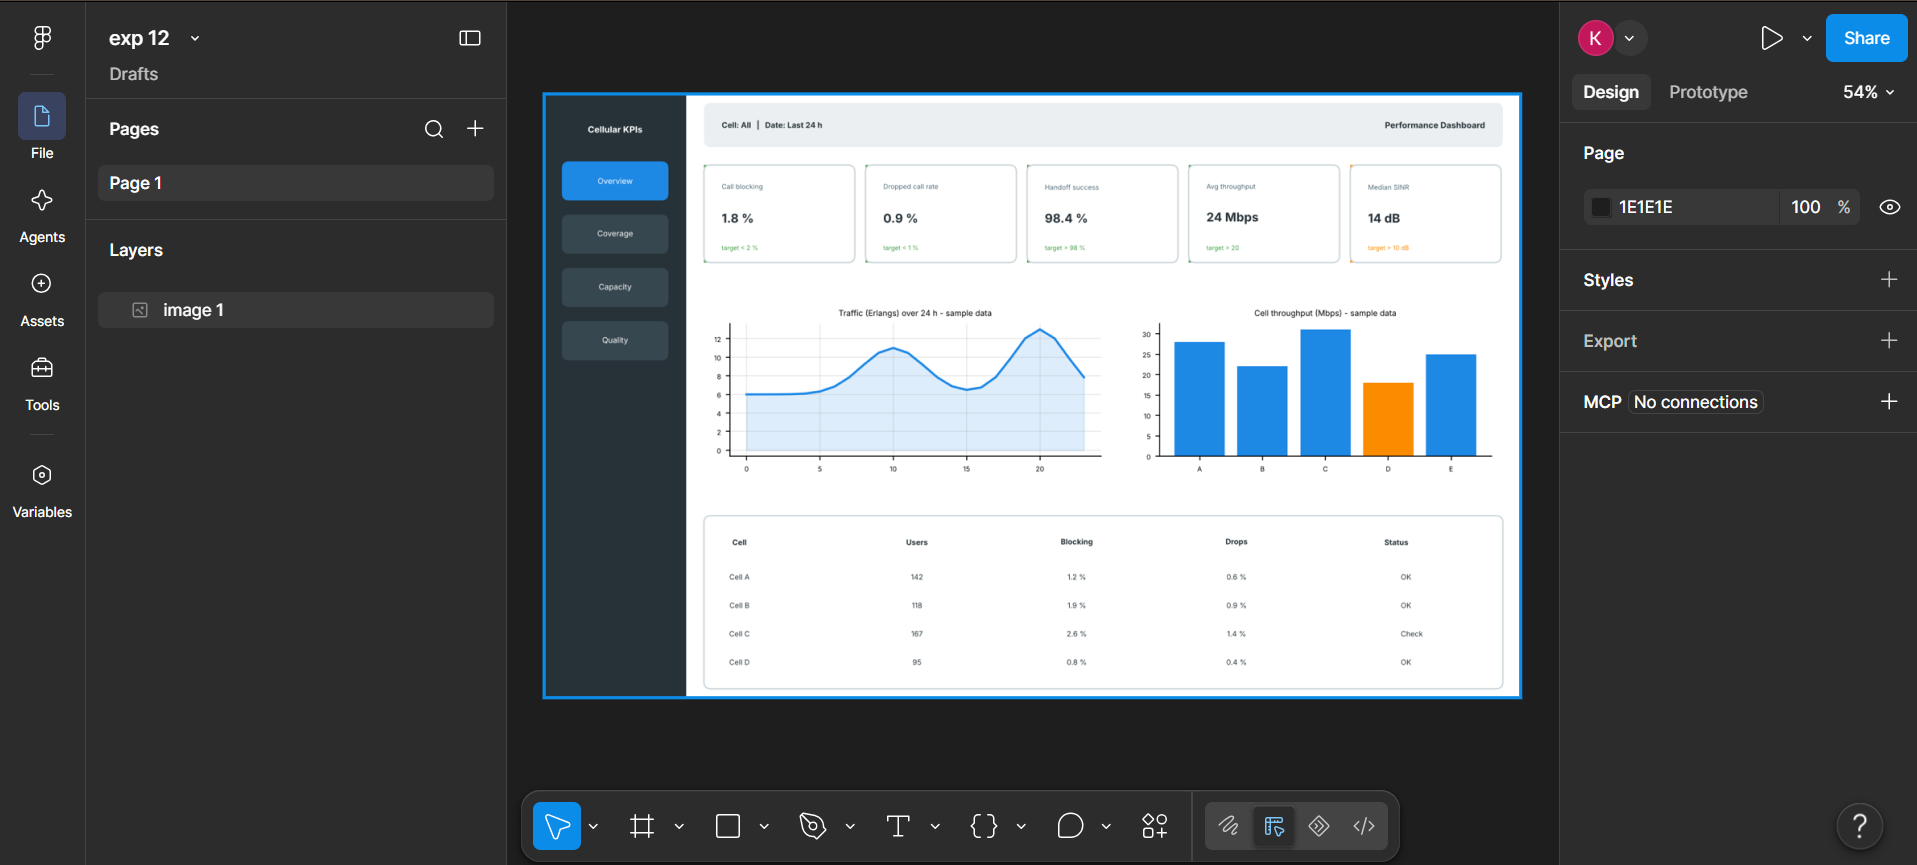 exp 12
Drafts
File
Agents
Assets
Tools
Variables
Pages
Page 1
Layers
image 1
Cellular KPIs
Overview
Coverage
Capacity
Quality
Cell: All | Date: Last 24 h
Performance Dashboard
Call blocking
1.8 %
target < 2 %
Dropped call rate
0.9 %
target < 1 %
Handoff success
98.4 %
target > 98 %
Avg throughput
24 Mbps
target > 20
Median SINR
14 dB
target > 10 dB
Traffic (Erlangs) over 24 h - sample data
12
10
8
6
4
2
0
0 5 10 15 20
Cell throughput (Mbps) - sample data
30
25
20
15
10
5
0
A B C D E
Cell Users Blocking Drops Status
Cell A 142 1.2 % 0.6 % OK
Cell B 118 1.9 % 0.9 % OK
Cell C 167 2.6 % 1.4 % Check
Cell D 95 0.8 % 0.4 % OK
K
Share
Design
Prototype
54%
Page
1E1E1E 100 %
Styles
Export
MCP No connections
?